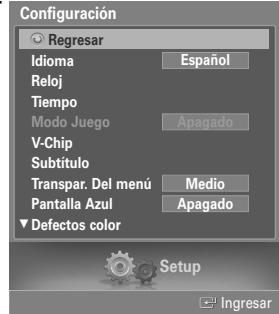 Configuración
Regresar
Idioma Español
Reloj
Tiempo
Modo Juego Apagado
V-Chip
Subtítulo
Transpar. Del menú Medio
Pantalla Azul Apagado
▼ Defectos color
Setup
Ingresar